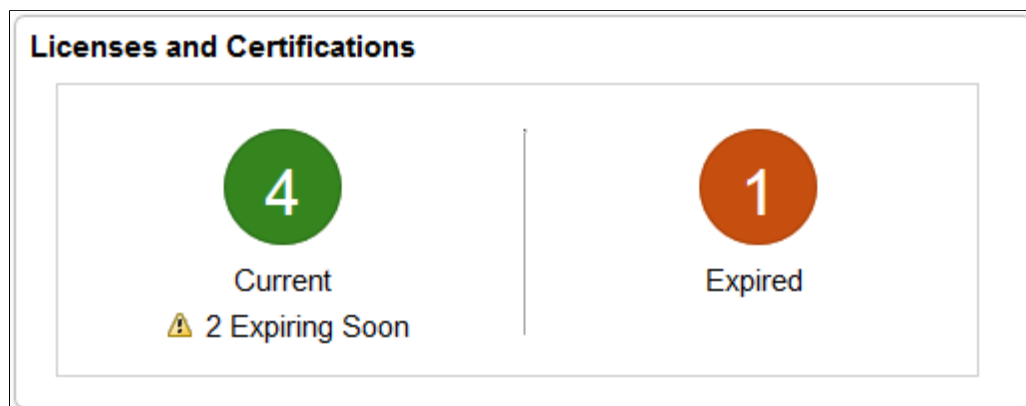 Licenses and Certifications
4
Current
2 Expiring Soon
1
Expired